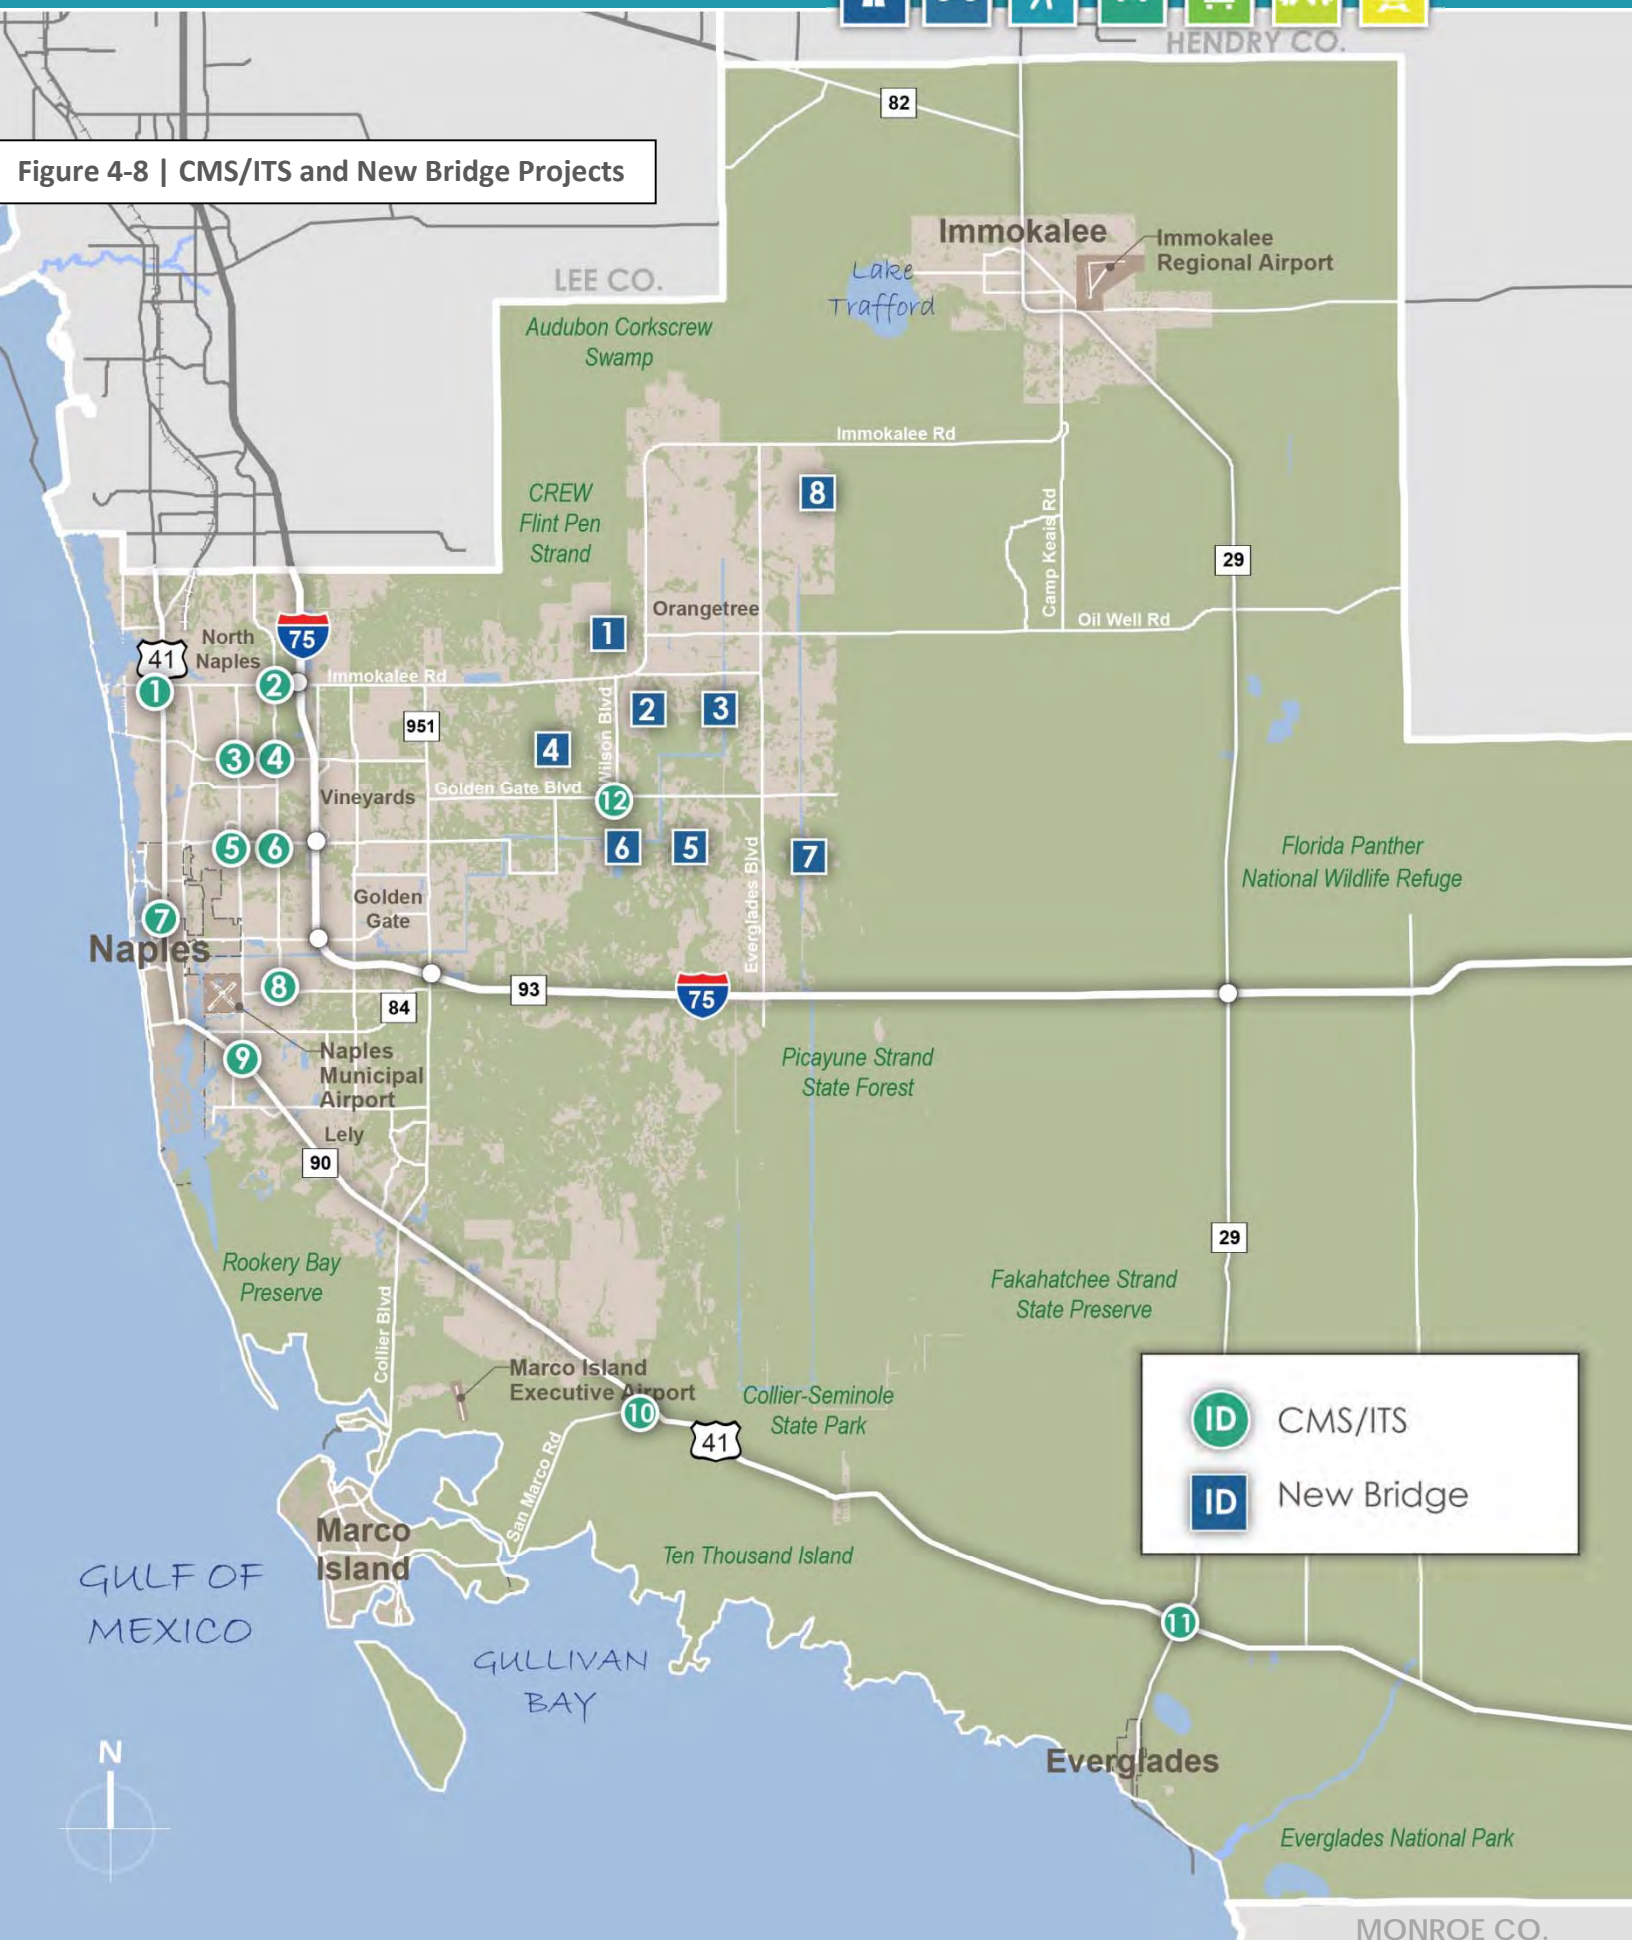 HENDRY CO.
82
Figure 4-8 | CMS/ITS and New Bridge Projects
Immokalee
Immokalee
Regional Airport
LEE CO.
Lake
Trafford
Audubon Corkscrew
Swamp
Immokalee Rd
CREW
Flint Pen
Strand
8
Camp Keais Rd
29
Orangetree
Oil Well Rd
1
North
Naples
75
41
1
2
Immokalee Rd
951
Wilson Blvd
2
3
4
3
4
Vineyards
Golden Gate Blvd
12
5
6
6
5
7
Everglades Blvd
Florida Panther
National Wildlife Refuge
Golden
Gate
7
Naples
8
84
93
75
9
Naples
Municipal
Airport
Picayune Strand
State Forest
Lely
90
29
Rookery Bay
Preserve
Fakahatchee Strand
State Preserve
Collier Blvd
Marco Island
Executive Airport
10
Collier-Seminole
State Park
41
San Marco Rd
ID CMS/ITS
ID New Bridge
Marco
Island
Ten Thousand Island
GULF OF
MEXICO
GULLIVAN
BAY
11
N
Everglades
Everglades National Park
MONROE CO.